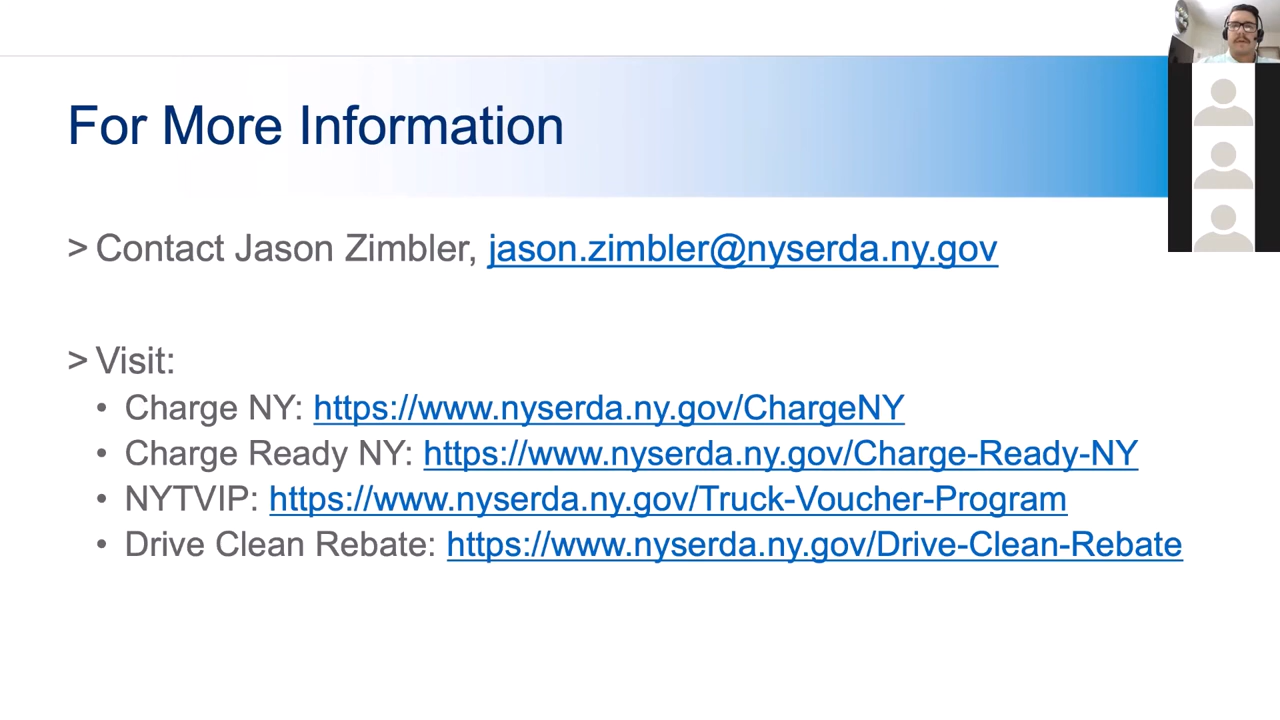 For More Information
> Contact Jason Zimbler, jason.zimbler@nyserda.ny.gov
> Visit:
• Charge NY: https://www.nyserda.ny.gov/ChargeNY
• Charge Ready NY: https://www.nyserda.ny.gov/Charge-Ready-NY
• NYTVIP: https://www.nyserda.ny.gov/Truck-Voucher-Program
• Drive Clean Rebate: https://www.nyserda.ny.gov/Drive-Clean-Rebate